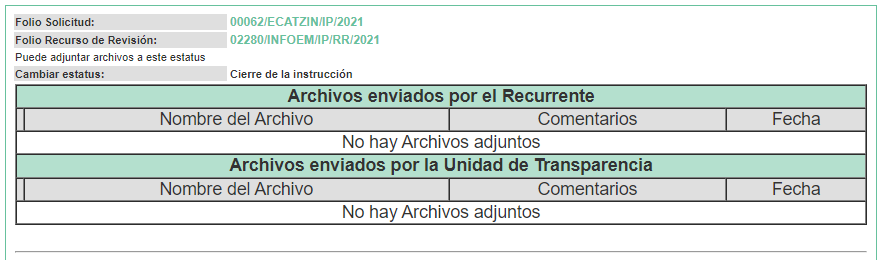 Folio Solicitud: 00062/ECATZIN/IP/2021
Folio Recurso de Revisión: 02280/INFOEM/IP/RR/2021
Puede adjuntar archivos a este estatus
Cambiar estatus: Cierre de la instrucción
Archivos enviados por el Recurrente
Nombre del Archivo Comentarios Fecha
No hay Archivos adjuntos
Archivos enviados por la Unidad de Transparencia
Nombre del Archivo Comentarios Fecha
No hay Archivos adjuntos